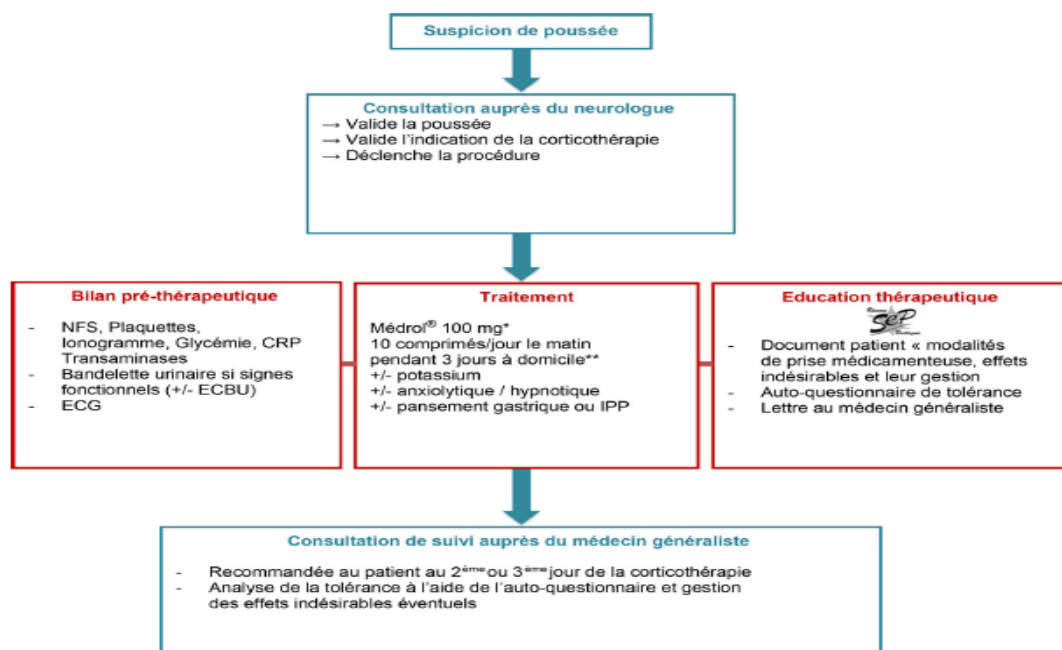 Suspicion de poussée
Consultation auprès du neurologue
→ Valide la poussée
→ Valide l'indication de la corticothérapie
→ Déclenche la procédure
Bilan pré-thérapeutique
- NFS, Plaquettes,
Ionogramme, Glycémie, CRP
Transaminases
- Bandelette urinaire si signes
fonctionnels (+/- ECBU)
- ECG
Traitement
Médrol® 100 mg*
10 comprimés/jour le matin
pendant 3 jours à domicile**
+/- potassium
+/- anxiolytique / hypnotique
+/- pansement gastrique ou IPP
Education thérapeutique
SeP
- Document patient « modalités
de prise médicamenteuse, effets
indésirables et leur gestion
- Auto-questionnaire de tolérance
- Lettre au médecin généraliste
Consultation de suivi auprès du médecin généraliste
- Recommandée au patient au 2ème ou 3ème jour de la corticothérapie
- Analyse de la tolérance à l'aide de l'auto-questionnaire et gestion
des effets indésirables éventuels